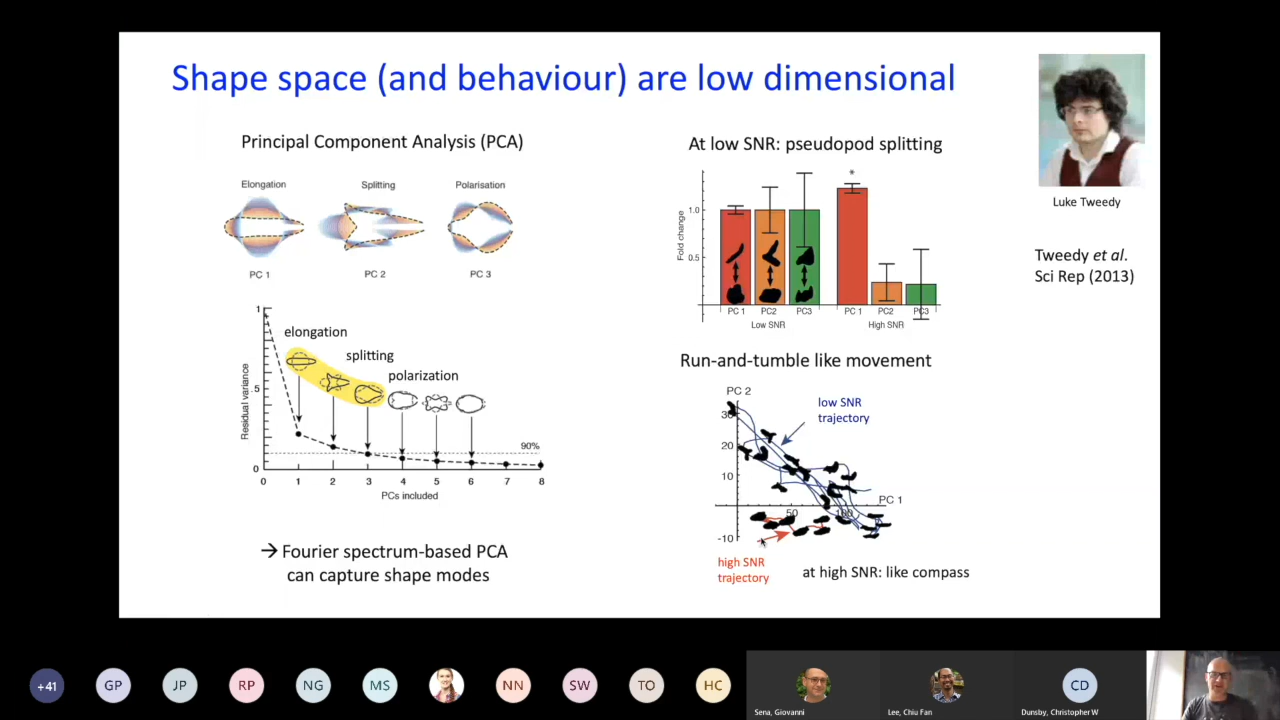 Shape space (and behaviour) are low dimensional
Principal Component Analysis (PCA)
Elongation
Splitting
Polarisation
PC 1
PC 2
PC 3
1
.5
0
Residual variance
elongation
splitting
polarization
90%
0
1
2
3
4
5
6
7
8
PCs included
→ Fourier spectrum-based PCA
can capture shape modes
At low SNR: pseudopod splitting
Fold change
1.0
0.5
*
PC 1
PC2
PC3
PC 1
PC2
PC3
Low SNR
High SNR
Run-and-tumble like movement
PC 2
30
20
10
-10
50
100
PC 1
low SNR
trajectory
high SNR
trajectory
at high SNR: like compass
Luke Tweedy
Tweedy et al.
Sci Rep (2013)
+41
GP
JP
RP
NG
MS
NN
SW
TO
HC
CD
Sena, Giovanni
Lee, Chiu Fan
Dunsby, Christopher W